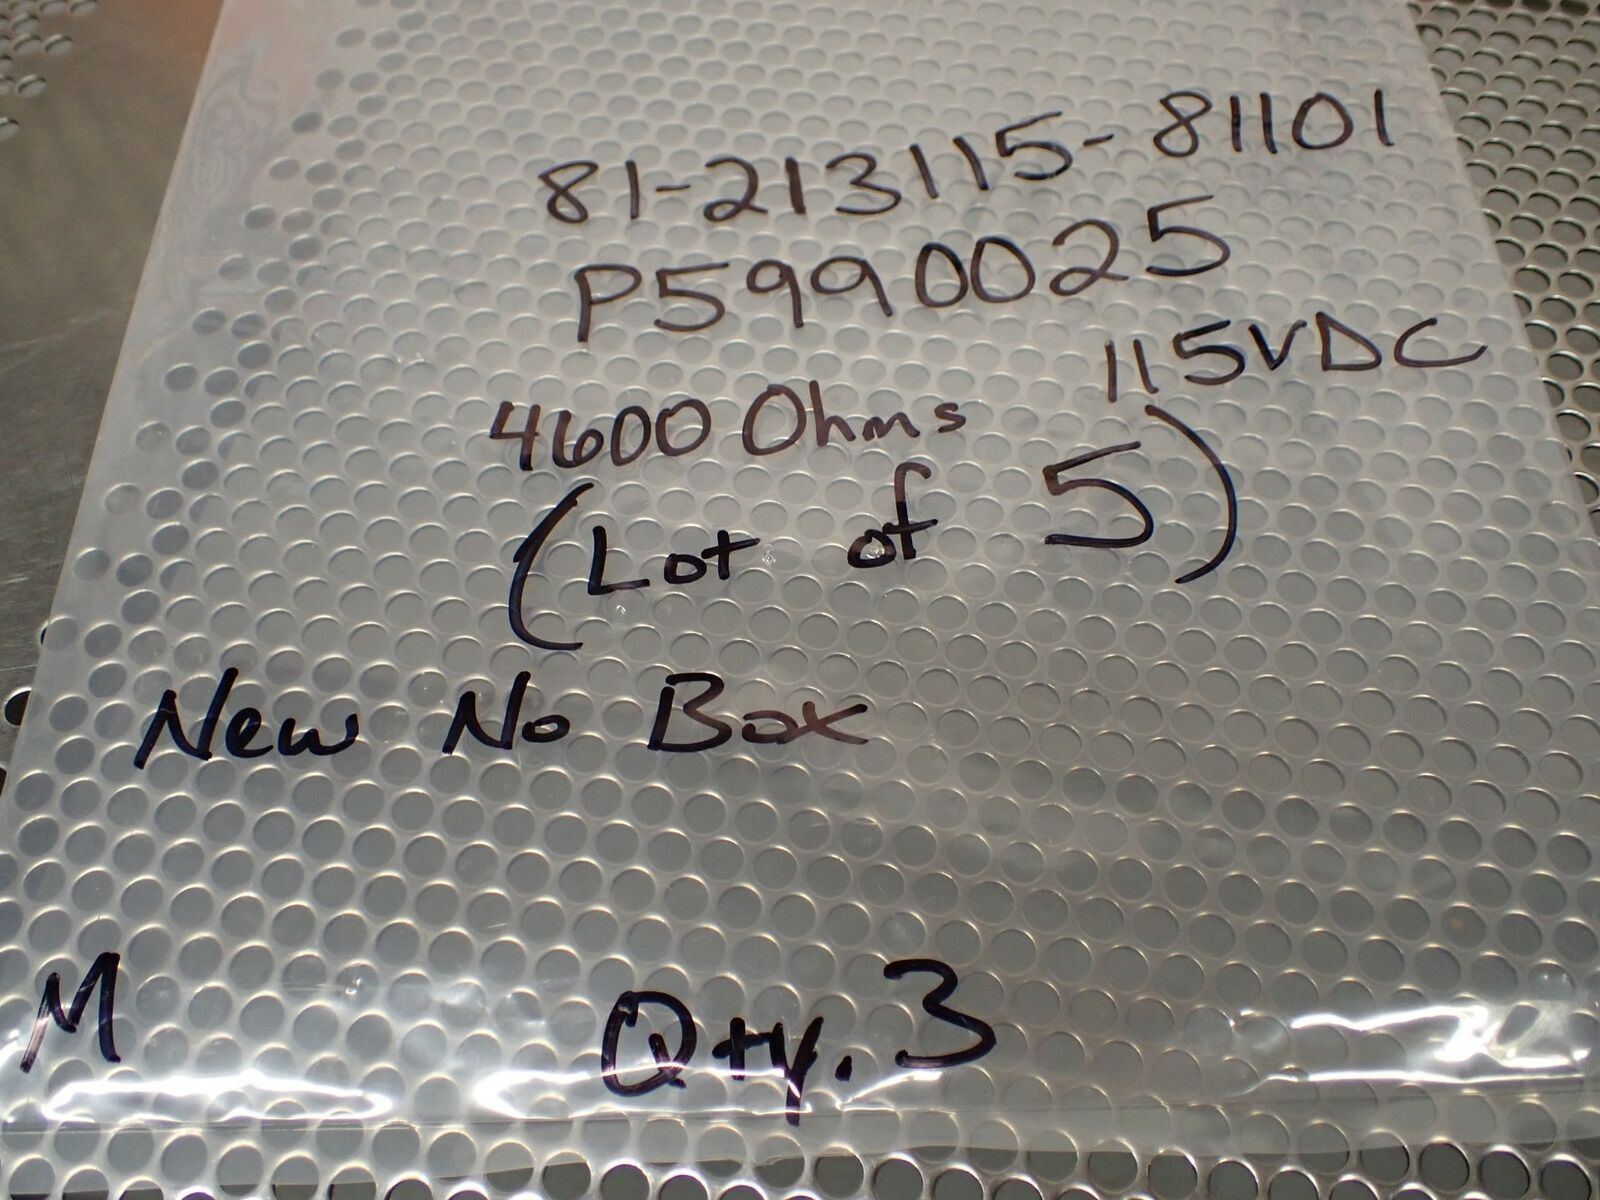 81-213115-81101
P5990025
4600 Ohms 115VDC
(Lot of 5)
New No Box
M Qty. 3